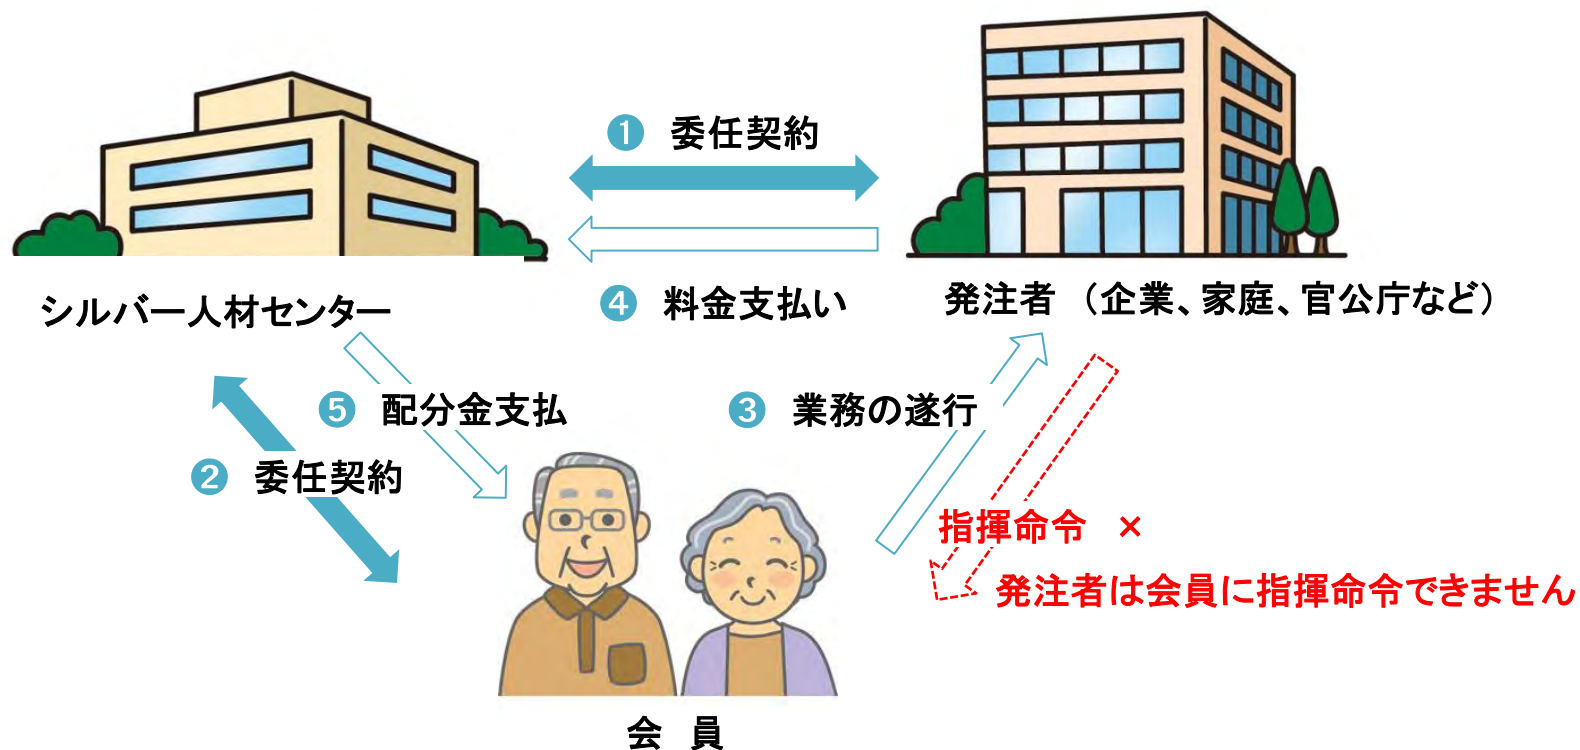 ❶ 委任契約
❹ 料金支払い
シルバー人材センター
発注者 （企業、家庭、官公庁など）
❺ 配分金支払
❸ 業務の遂行
❷ 委任契約
指揮命令 ×
発注者は会員に指揮命令できません
会 員